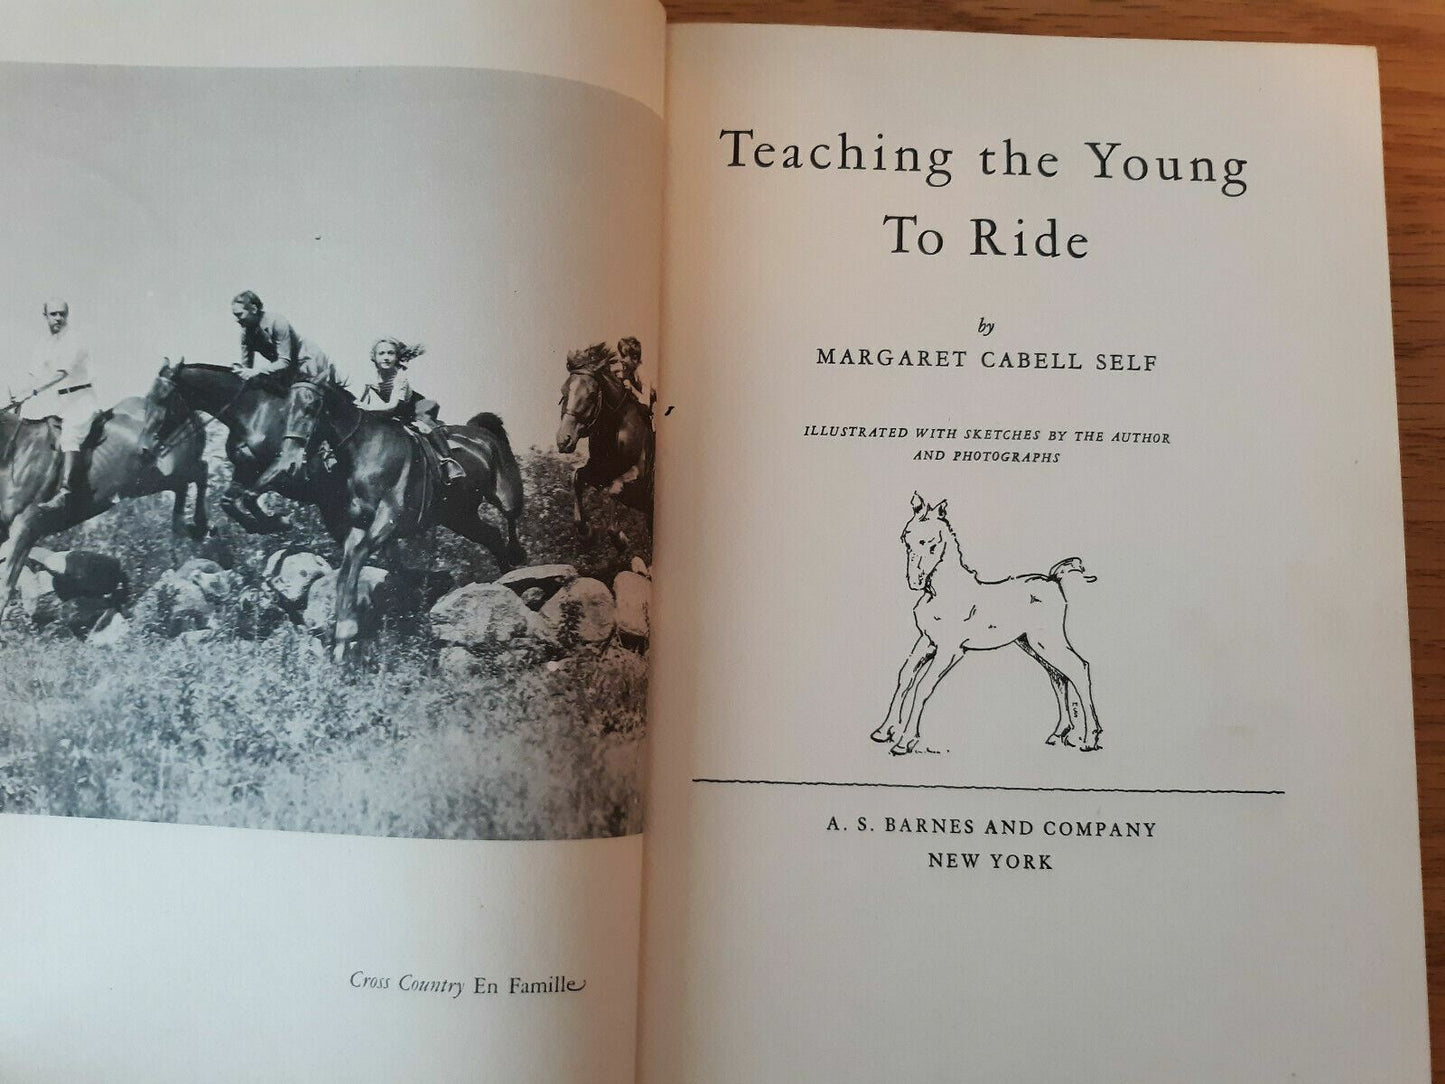 Cross Country En Famille
Teaching the Young
To Ride
by
MARGARET CABELL SELF
ILLUSTRATED WITH SKETCHES BY THE AUTHOR
AND PHOTOGRAPHS
A. S. BARNES AND COMPANY
NEW YORK